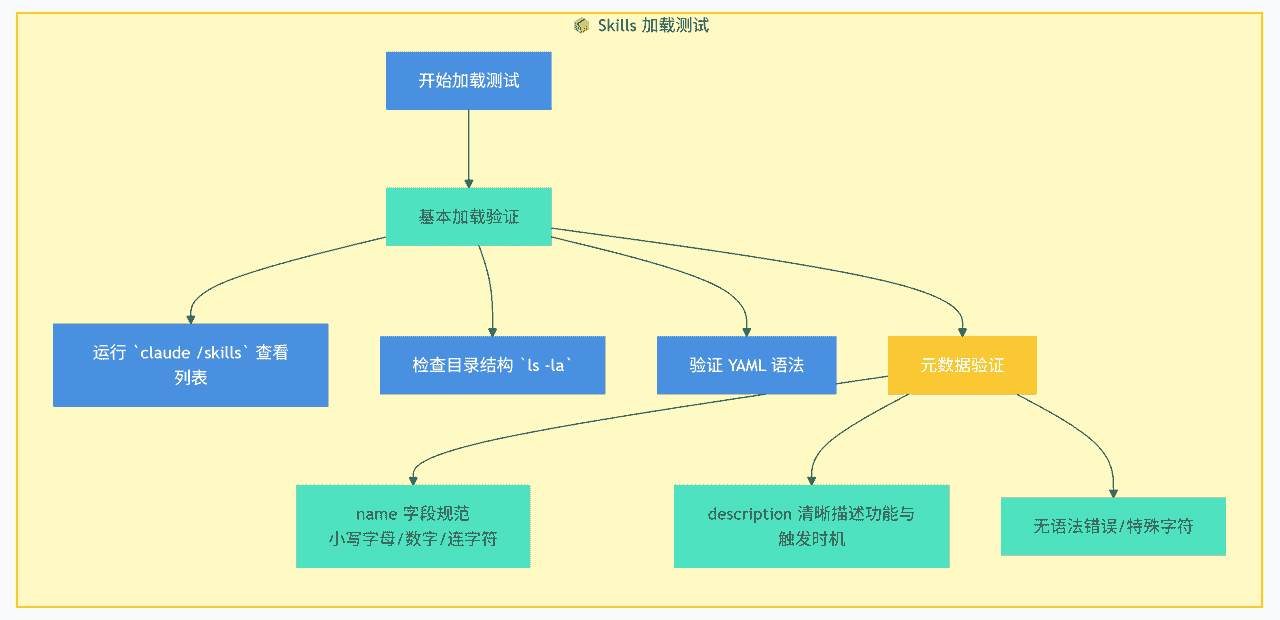 Skills 加载测试
开始加载测试
基本加载验证
运行 `claude /skills` 查看
列表
检查目录结构 `ls -la`
验证 YAML 语法
元数据验证
name 字段规范
小写字母/数字/连字符
description 清晰描述功能与
触发时机
无语法错误/特殊字符